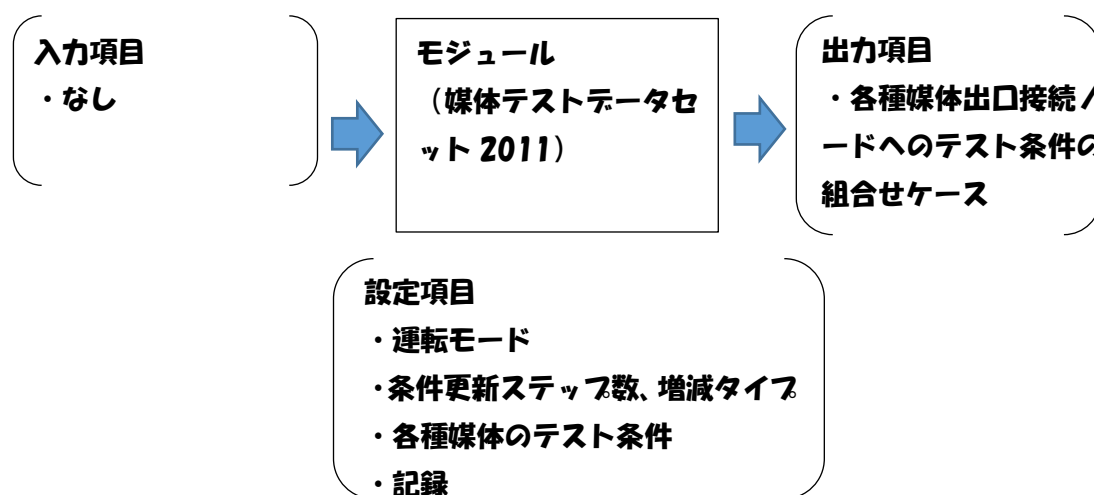 入力項目
・なし
モジュール
（媒体テストデータセ
ット 2011）
出力項目
・各種媒体出口接続ノ
ードへのテスト条件の
組合せケース
設定項目
・運転モード
・条件更新ステップ数、増減タイプ
・各種媒体のテスト条件
・記録